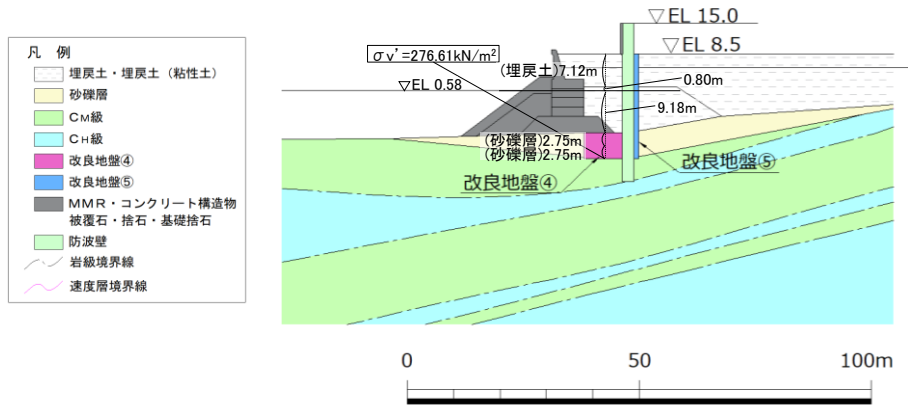 凡 例
埋戻土・埋戻土（粘性土）
砂礫層
CM級
CH級
改良地盤④
改良地盤⑤
MMR・コンクリート構造物
被覆石・捨石・基礎捨石
防波壁
岩級境界線
速度層境界線
▽EL 15.0
▽EL 8.5
σv’=276.61kN/m²
(埋戻土)7.12m
0.80m
▽EL 0.58
9.18m
(砂礫層)2.75m
(砂礫層)2.75m
改良地盤④
改良地盤⑤
0
50
100m